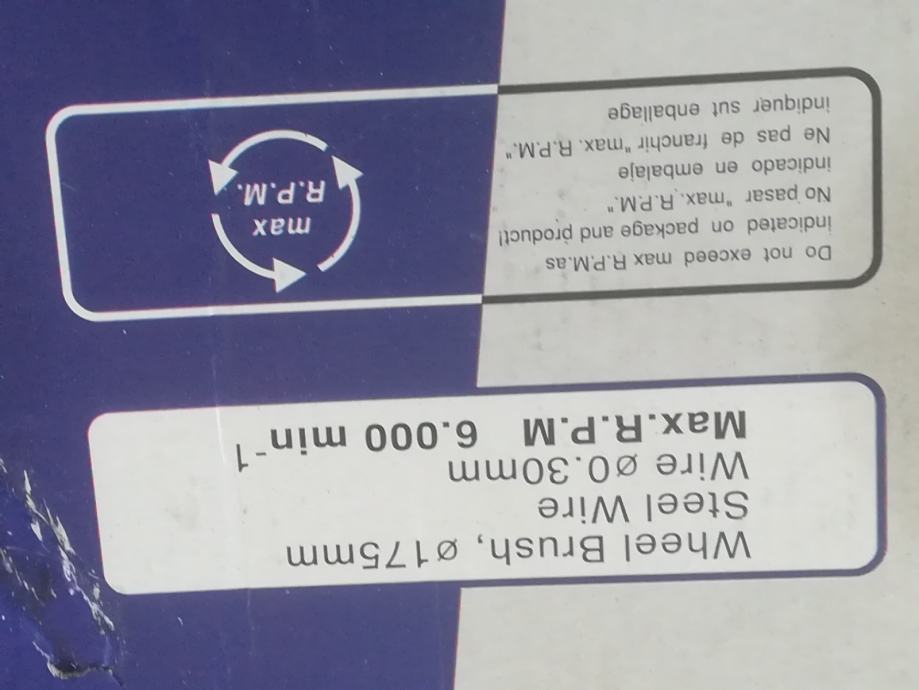 Wheel Brush, ø175mm
Steel Wire
Wire ø0.30mm
Max.R.P.M 6.000 min⁻¹
Do not exceed max R.P.M.as
indicated on package and product!
No pasar "max. R.P.M."
indicado en embalaje
Ne pas de franchir "max. R.P.M."
indiquer sut enballage
max
R.P.M.